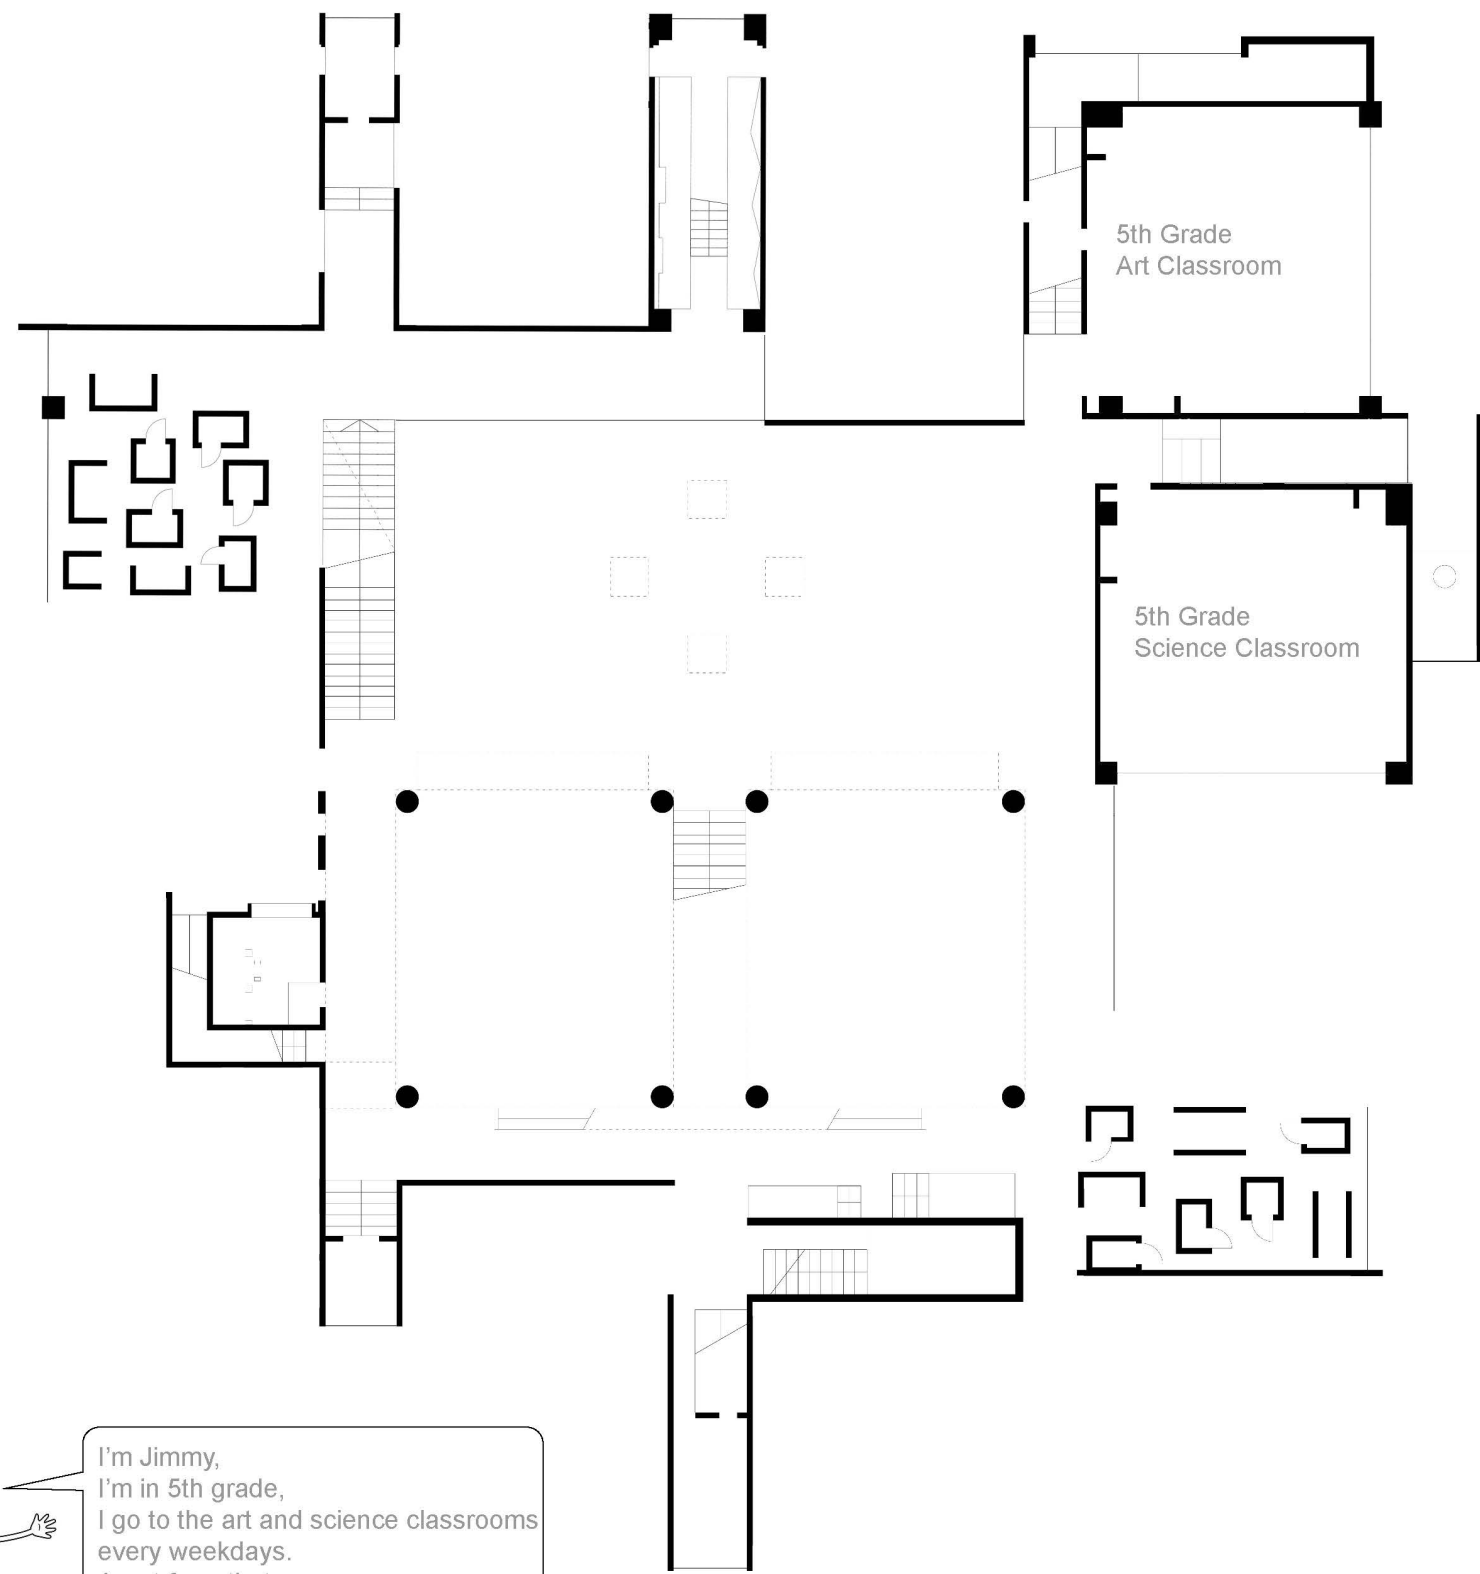 5th Grade
Art Classroom
5th Grade
Science Classroom
I'm Jimmy,
I'm in 5th grade,
I go to the art and science classrooms
every weekdays.